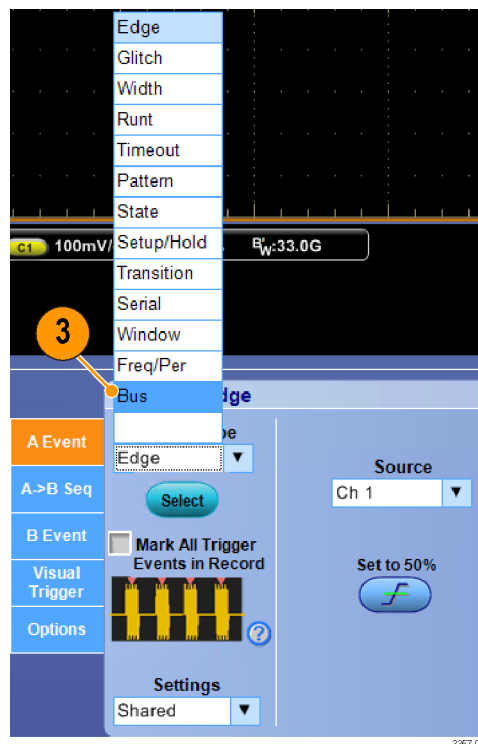 Edge
Glitch
Width
Runt
Timeout
Pattern
State
Setup/Hold
Transition
Serial
Window
Freq/Per
Bus
C1 100mV/
BW:33.0G
3
A Event
A->B Seq
B Event
Visual
Trigger
Options
Edge
Select
Mark All Trigger
Events in Record
?
Settings
Shared
Source
Ch 1
Set to 50%